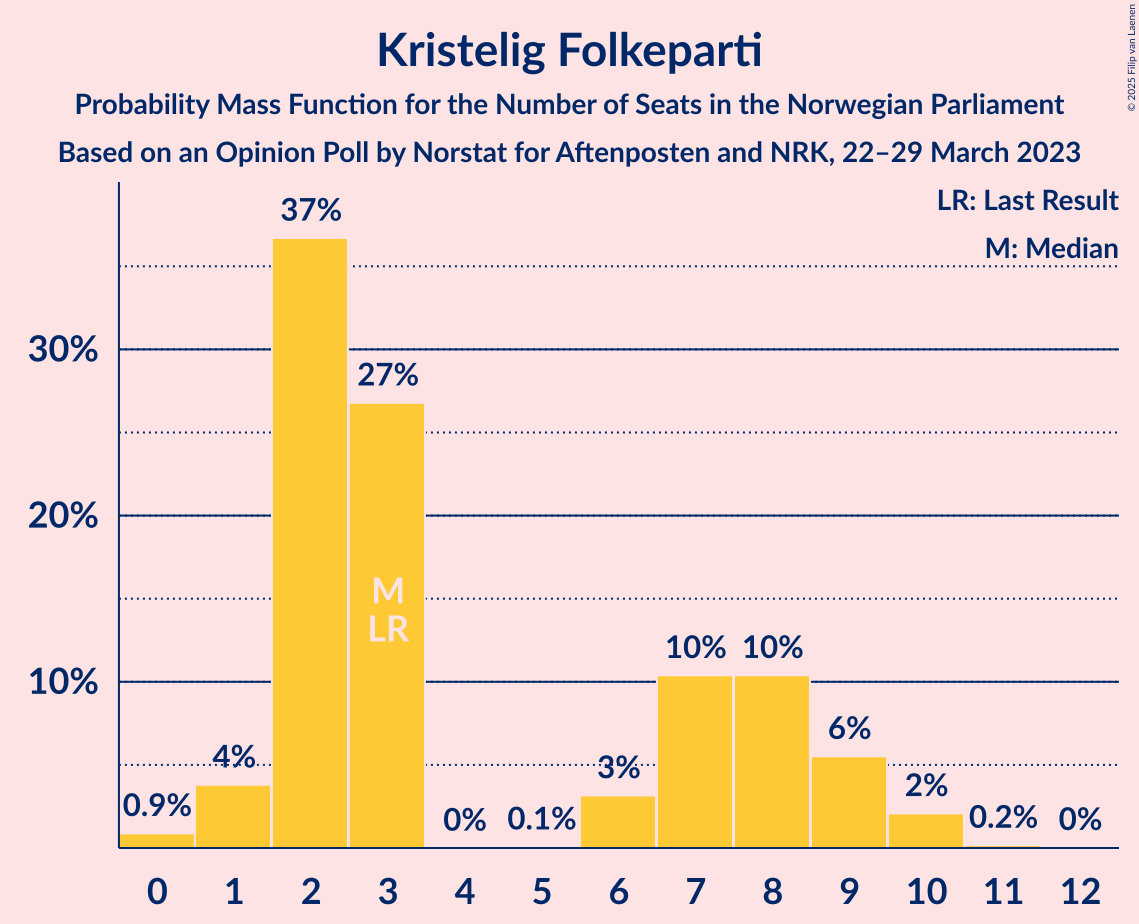 Kristelig Folkeparti
Probability Mass Function for the Number of Seats in the Norwegian Parliament
Based on an Opinion Poll by Norstat for Aftenposten and NRK, 22–29 March 2023
© 2025 Filip van Laenen
LR: Last Result
M: Median
37%
30%
27%
20%
M
LR
10% 10%
10%
6%
4%
3%
2%
0.9%
0% 0.1%
0.2% 0%
0 1 2 3 4 5 6 7 8 9 10 11 12